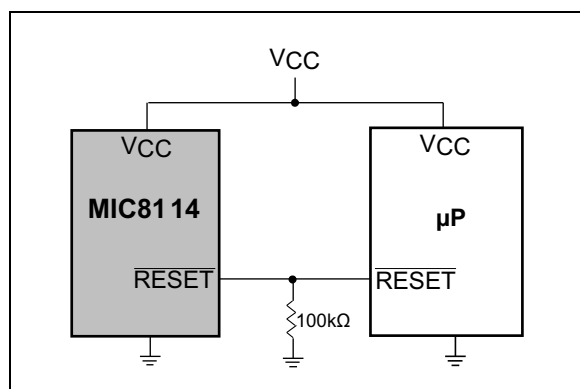 VCC
VCC
VCC
MIC8114
µP
RESET
RESET
100kΩ